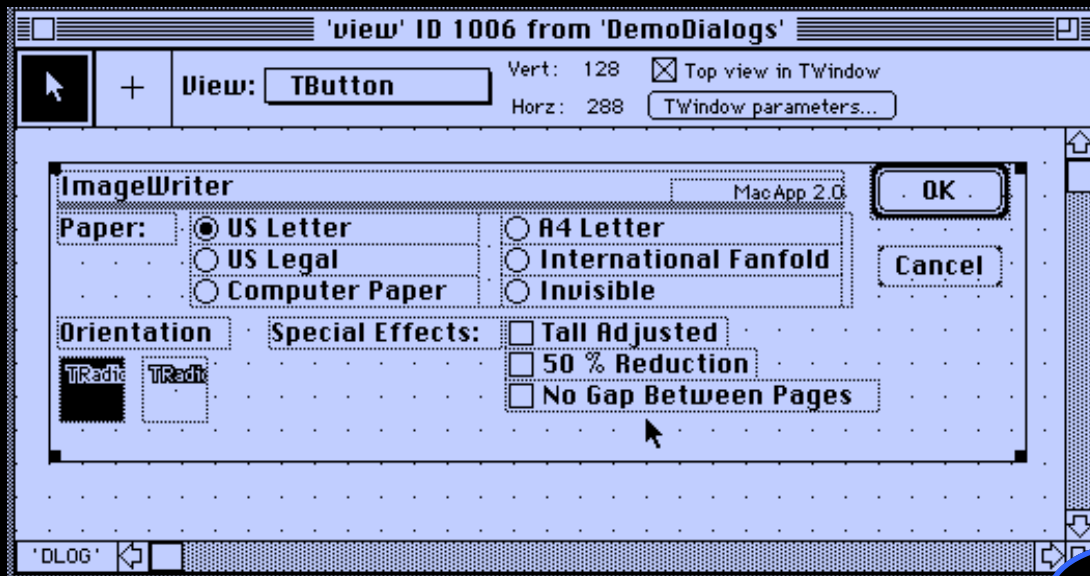 'view' ID 1006 from 'DemoDialogs'
View: TButton
Vert: 128
Top view in TWindow
Horz: 288
TWindow parameters...
ImageWriter
MacApp 2.0
OK
Paper:
US Letter
A4 Letter
US Legal
International Fanfold
Cancel
Computer Paper
Invisible
Orientation
Special Effects:
Tall Adjusted
TRadi
TRadi
50 % Reduction
No Gap Between Pages
'DLOG'